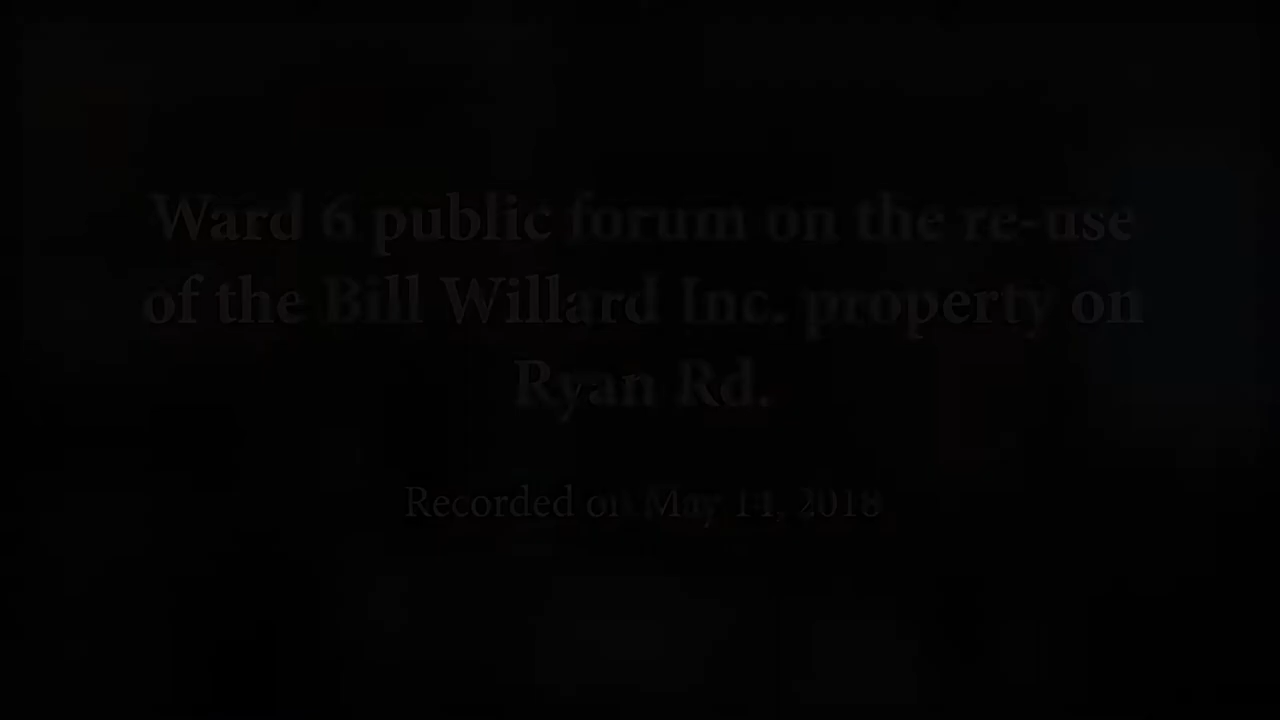 Ward 6 public forum on the re-use
of the Bill Willard Inc. property on
Ryan Rd.
Recorded on May 14, 2018